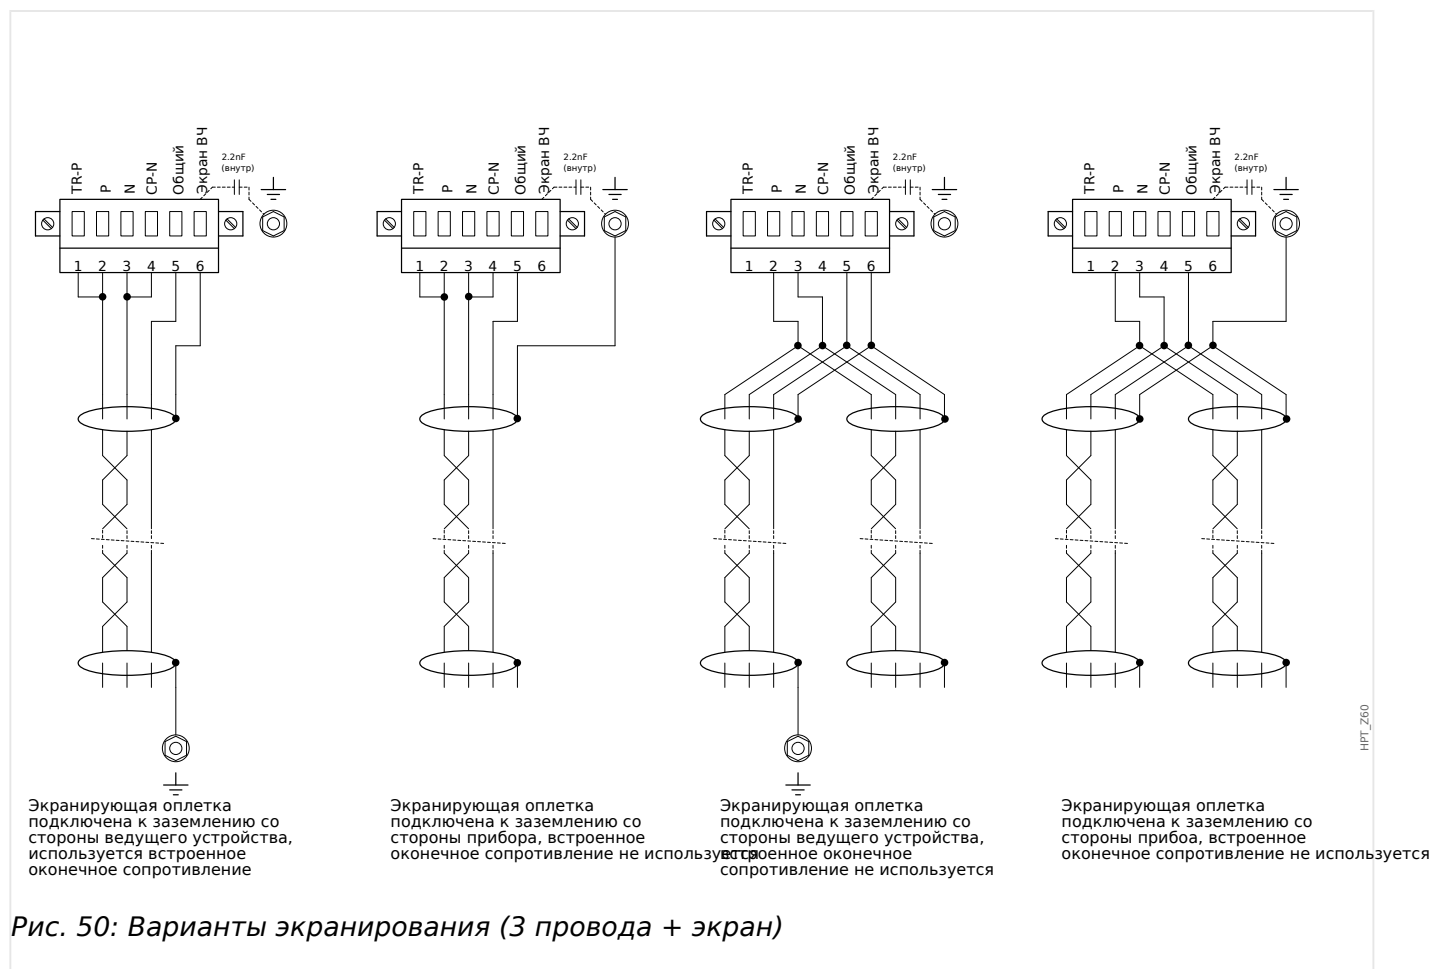 TR-P
P
N
CP-N
Общий
Экран ВЧ
2.2nF
(внутр)
1 2 3 4 5 6
TR-P
P
N
CP-N
Общий
Экран ВЧ
2.2nF
(внутр)
1 2 3 4 5 6
TR-P
P
N
CP-N
Общий
Экран ВЧ
2.2nF
(внутр)
1 2 3 4 5 6
TR-P
P
N
CP-N
Общий
Экран ВЧ
2.2nF
(внутр)
1 2 3 4 5 6
HPT_Z60
Экранирующая оплетка
подключена к заземлению со
стороны ведущего устройства,
используется встроенное
оконечное сопротивление
Экранирующая оплетка
подключена к заземлению со
стороны прибора, встроенное
оконечное сопротивление не используется
Экранирующая оплетка
подключена к заземлению со
стороны ведущего устройства,
встроенное оконечное
сопротивление не используется
Экранирующая оплетка
подключена к заземлению со
стороны прибоа, встроенное
оконечное сопротивление не используется
Рис. 50: Варианты экранирования (3 провода + экран)